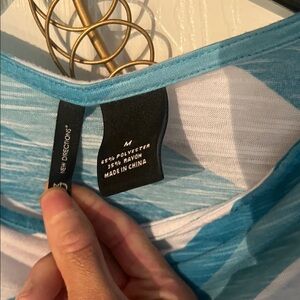 NEW DIRECTIONS®
M
65% POLYESTER
35% RAYON
MADE IN CHINA